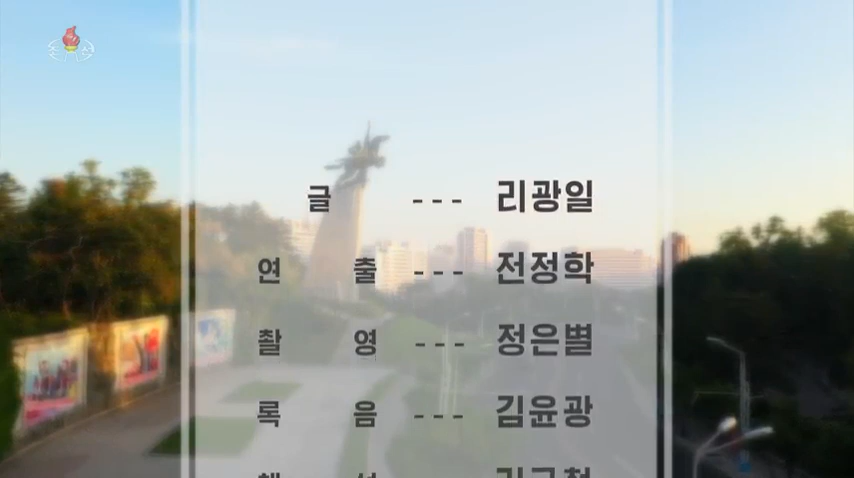 글 --- 리광일
연 출 --- 전정학
촬 영 --- 정은별
록 음 --- 김윤광